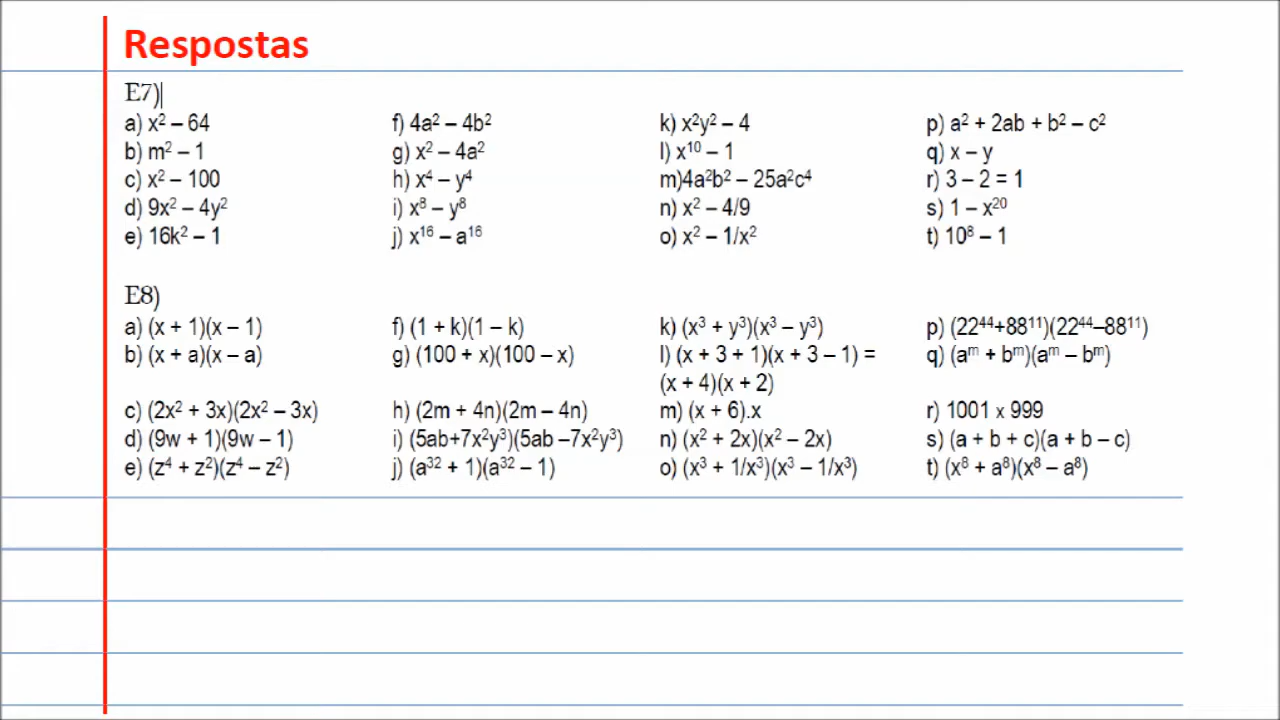 Respostas
E7)
a) x² – 64 f) 4a² – 4b² k) x²y² – 4 p) a² + 2ab + b² – c²
b) m² – 1 g) x² – 4a² l) x¹⁰ – 1 q) x – y
c) x² – 100 h) x⁴ – y⁴ m)4a²b² – 25a²c⁴ r) 3 – 2 = 1
d) 9x² – 4y² i) x⁸ – y⁸ n) x² – 4/9 s) 1 – x²⁰
e) 16k² – 1 j) x¹⁶ – a¹⁶ o) x² – 1/x² t) 10⁸ – 1
E8)
a) (x + 1)(x – 1) f) (1 + k)(1 – k) k) (x³ + y³)(x³ – y³) p) (22⁴⁴+88¹¹)(22⁴⁴–88¹¹)
b) (x + a)(x – a) g) (100 + x)(100 – x) l) (x + 3 + 1)(x + 3 – 1) = q) (aᵐ + bᵐ)(aᵐ – bᵐ)
(x + 4)(x + 2)
c) (2x² + 3x)(2x² – 3x) h) (2m + 4n)(2m – 4n) m) (x + 6).x r) 1001 x 999
d) (9w + 1)(9w – 1) i) (5ab+7x²y³)(5ab –7x²y³) n) (x² + 2x)(x² – 2x) s) (a + b + c)(a + b – c)
e) (z⁴ + z²)(z⁴ – z²) j) (a³² + 1)(a³² – 1) o) (x³ + 1/x³)(x³ – 1/x³) t) (x⁸ + a⁸)(x⁸ – a⁸)